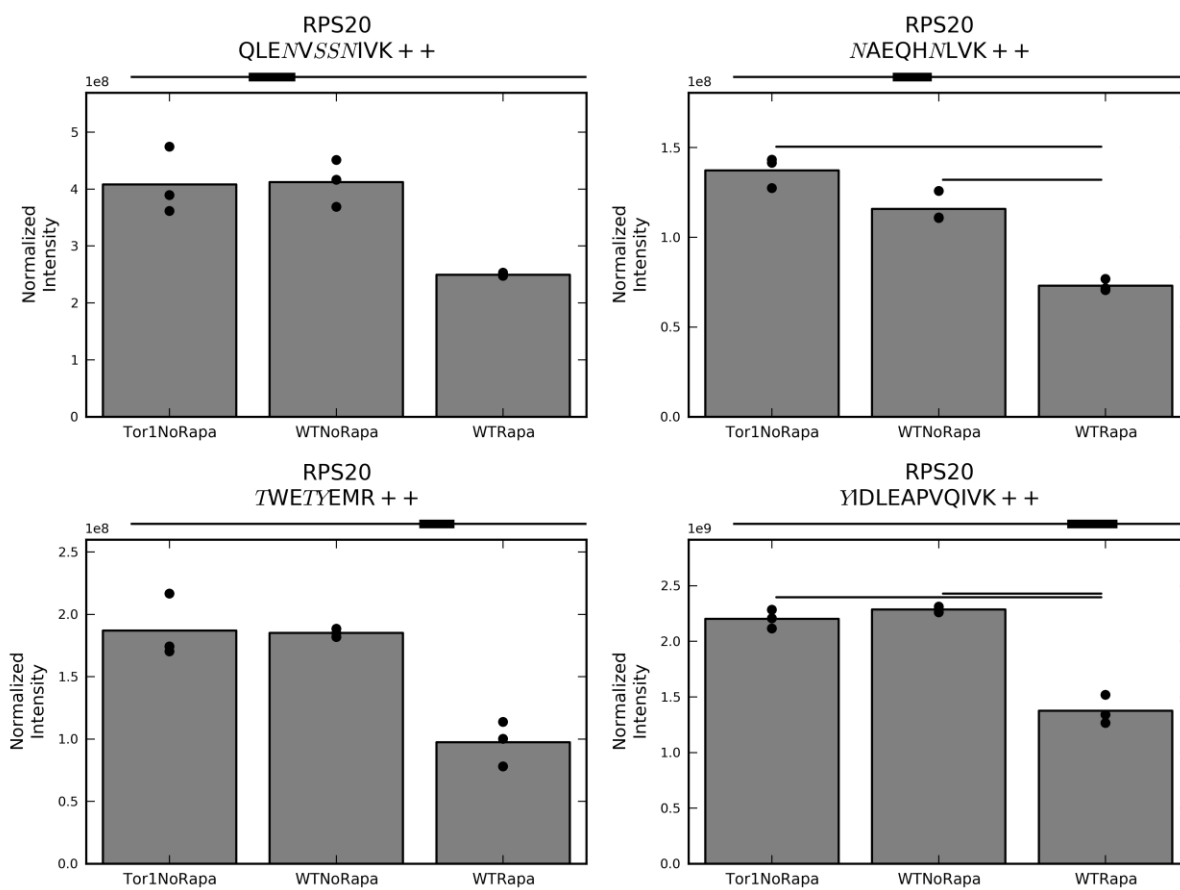 RPS20
QLENVSSNIVK ++
1e8
Normalized
Intensity
5
4
3
2
1
0
Tor1NoRapa WTNoRapa WTRapa
RPS20
NAEQHNLVK ++
1e8
Normalized
Intensity
1.5
1.0
0.5
0.0
Tor1NoRapa WTNoRapa WTRapa
RPS20
TWETYEMR ++
1e8
Normalized
Intensity
2.5
2.0
1.5
1.0
0.5
0.0
Tor1NoRapa WTNoRapa WTRapa
RPS20
YIDLEAPVQIVK ++
1e9
Normalized
Intensity
2.5
2.0
1.5
1.0
0.5
0.0
Tor1NoRapa WTNoRapa WTRapa